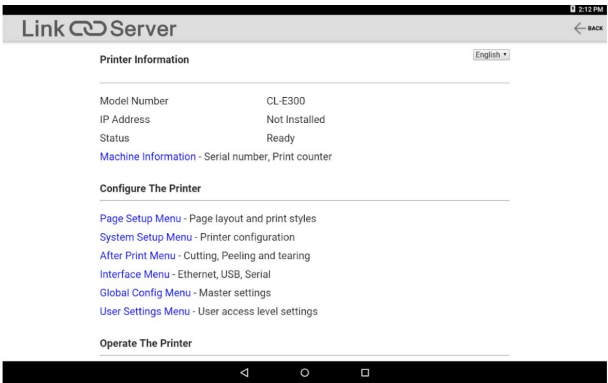 2:12 PM
Link Server
BACK
Printer Information
English
Model Number CL-E300
IP Address Not Installed
Status Ready
Machine Information - Serial number, Print counter
Configure The Printer
Page Setup Menu - Page layout and print styles
System Setup Menu - Printer configuration
After Print Menu - Cutting, Peeling and tearing
Interface Menu - Ethernet, USB, Serial
Global Config Menu - Master settings
User Settings Menu - User access level settings
Operate The Printer